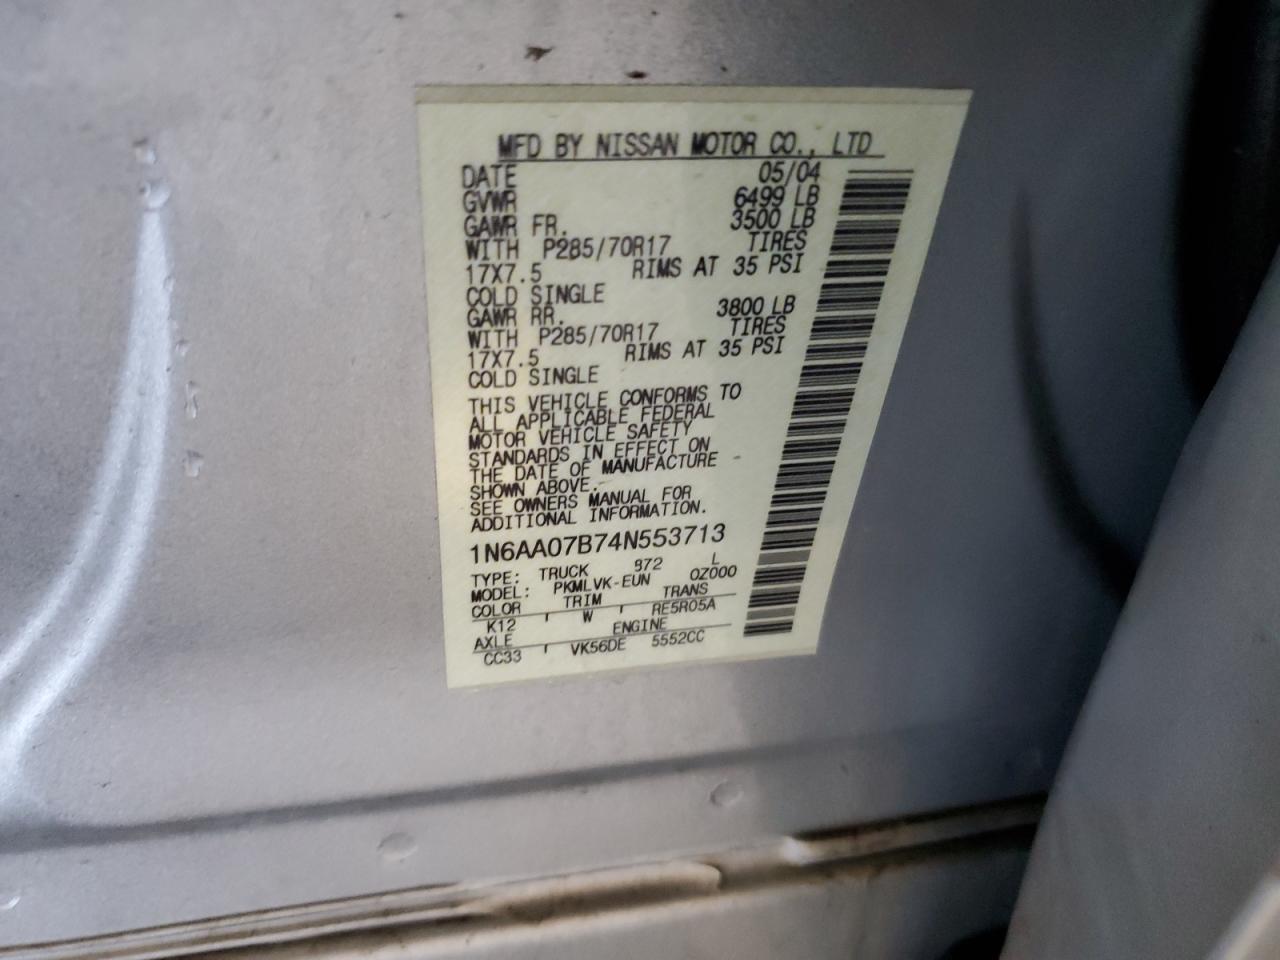 MFD BY NISSAN MOTOR CO., LTD
DATE 05/04
GVWR 6499 LB
GAWR FR. 3500 LB
WITH P285/70R17 TIRES
17X7.5 RIMS AT 35 PSI
COLD SINGLE
GAWR RR. 3800 LB
WITH P285/70R17 TIRES
17X7.5 RIMS AT 35 PSI
COLD SINGLE
THIS VEHICLE CONFORMS TO
ALL APPLICABLE FEDERAL
MOTOR VEHICLE SAFETY
STANDARDS IN EFFECT ON
THE DATE OF MANUFACTURE
SHOWN ABOVE.
SEE OWNERS MANUAL FOR
ADDITIONAL INFORMATION.
1N6AA07B74N553713
TYPE: TRUCK 972 L
MODEL: PKMLVK-EUN 0Z000
COLOR TRIM TRANS
K12 W RE5R05A
AXLE ENGINE
CC33 VK56DE 5552CC